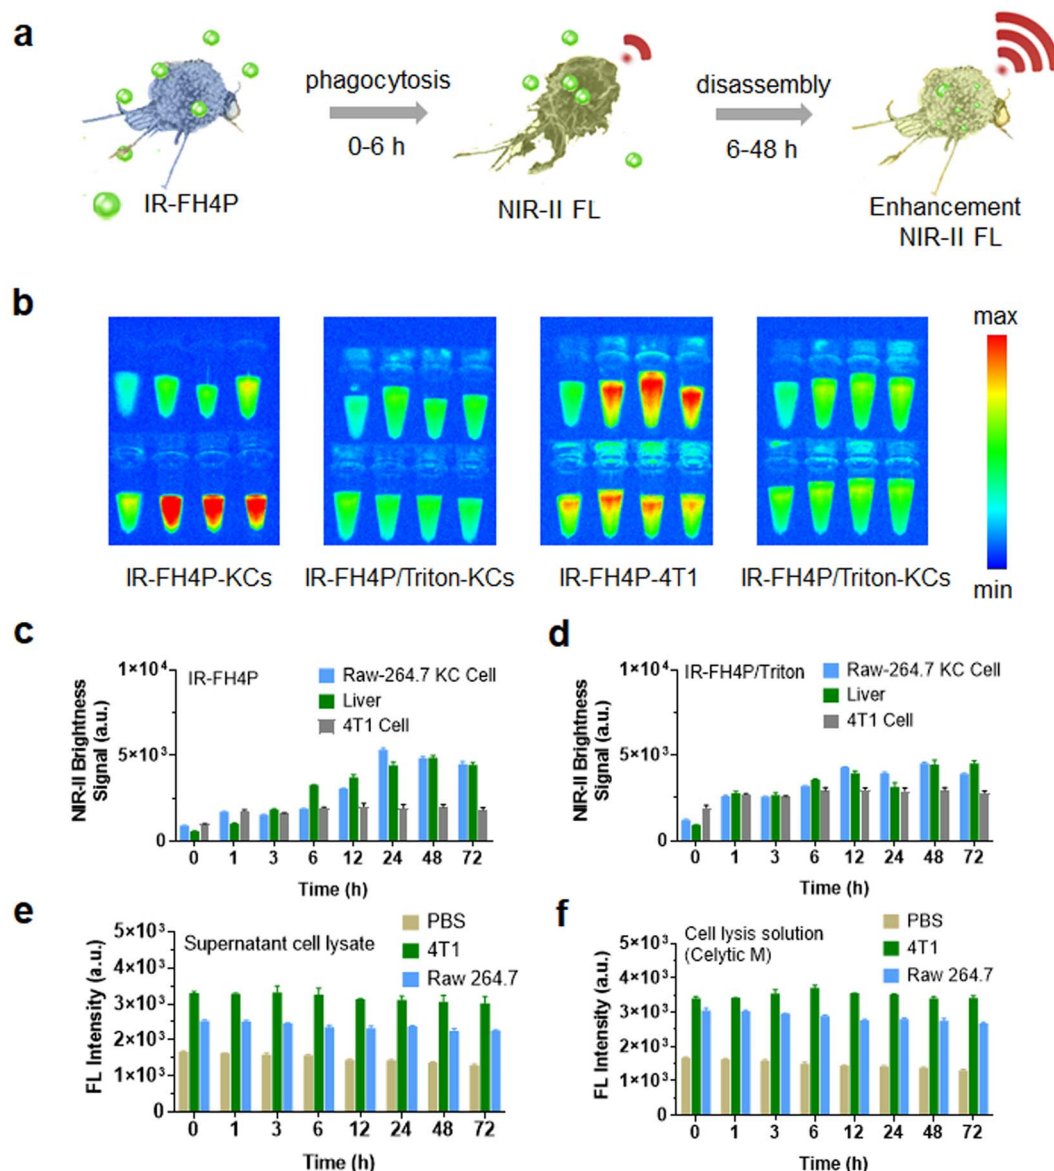 a
phagocytosis
0-6 h
disassembly
6-48 h
IR-FH4P
NIR-II FL
Enhancement
NIR-II FL
b
max
min
IR-FH4P-KCs
IR-FH4P/Triton-KCs
IR-FH4P-4T1
IR-FH4P/Triton-KCs
c
NIR-II Brightness
Signal (a.u.)
1×10⁴
5×10³
0
IR-FH4P
Raw-264.7 KC Cell
Liver
4T1 Cell
0 1 3 6 12 24 48 72
Time (h)
d
NIR-II Brightness
Signal (a.u.)
1×10⁴
5×10³
0
IR-FH4P/Triton
Raw-264.7 KC Cell
Liver
4T1 Cell
0 1 3 6 12 24 48 72
Time (h)
e
FL Intensity (a.u.)
5×10³
4×10³
3×10³
2×10³
1×10³
0
PBS
Supernatant cell lysate
4T1
Raw 264.7
0 1 3 6 12 24 48 72
Time (h)
f
FL Intensity (a.u.)
5×10³
4×10³
3×10³
2×10³
1×10³
0
PBS
Cell lysis solution
(Celytic M)
4T1
Raw 264.7
0 1 3 6 12 24 48 72
Time (h)